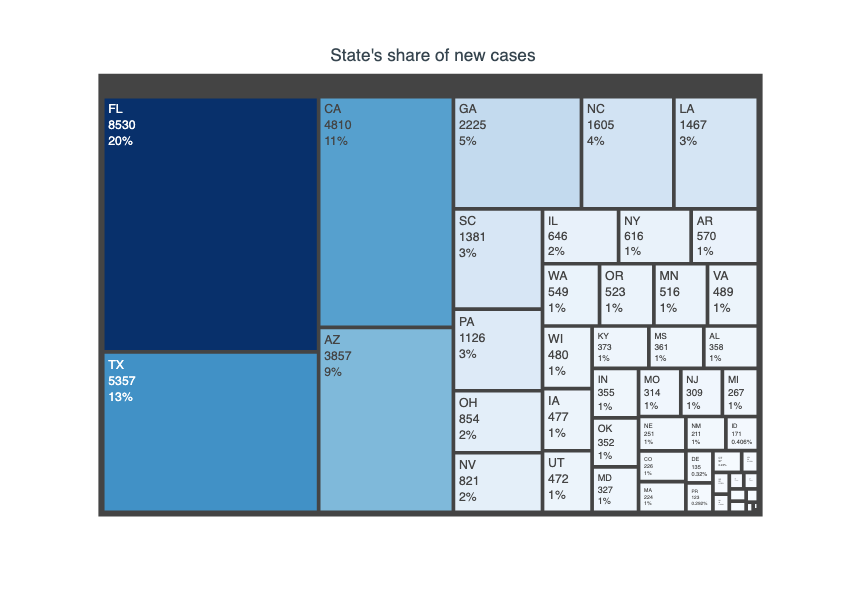 State's share of new cases
FL
8530
20%
TX
5357
13%
CA
4810
11%
AZ
3857
9%
GA
2225
5%
NC
1605
4%
LA
1467
3%
SC
1381
3%
PA
1126
3%
OH
854
2%
NV
821
2%
IL
646
2%
NY
616
1%
AR
570
1%
WA
549
1%
OR
523
1%
MN
516
1%
VA
489
1%
WI
480
1%
IA
477
1%
UT
472
1%
KY
373
1%
MS
361
1%
AL
358
1%
IN
355
1%
OK
352
1%
MD
327
1%
MO
314
1%
NJ
309
1%
MI
267
1%
NE
251
1%
CO
226
1%
MA
224
1%
NM
211
1%
ID
171
0.406%
DE
135
0.32%
PR
123
0.292%